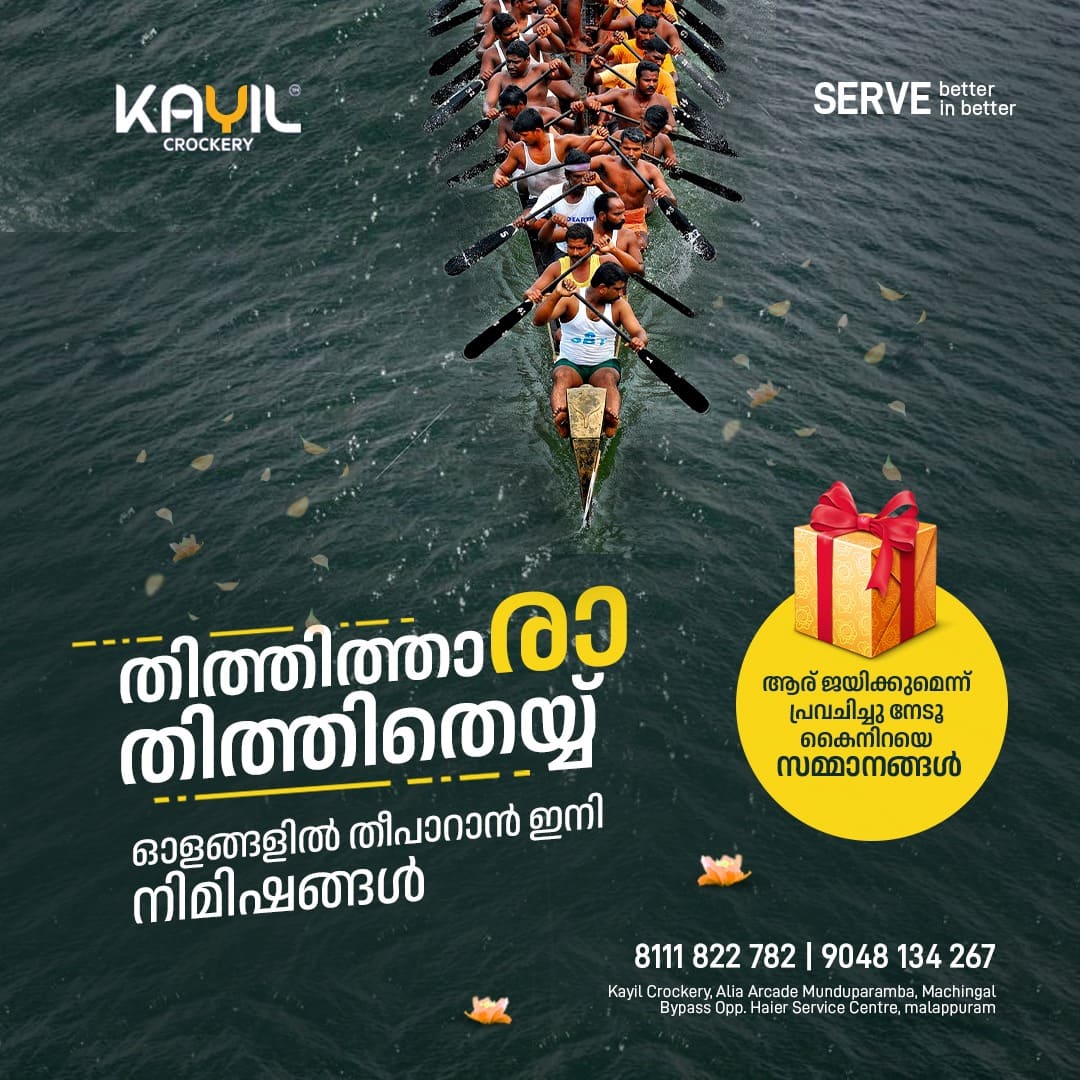 KAYIL
TM
CROCKERY
SERVE better
in better
തിത്തിത്താരാ
തിത്തിതെയ്യ്
ഓളങ്ങളിൽ തീപാറാൻ ഇനി
നിമിഷങ്ങൾ
ആര് ജയിക്കുമെന്ന്
പ്രവചിച്ചു നേടൂ
കൈനിറയെ
സമ്മാനങ്ങൾ
8111 822 782 | 9048 134 267
Kayil Crockery, Alia Arcade Munduparamba, Machingal
Bypass Opp. Haier Service Centre, malappuram